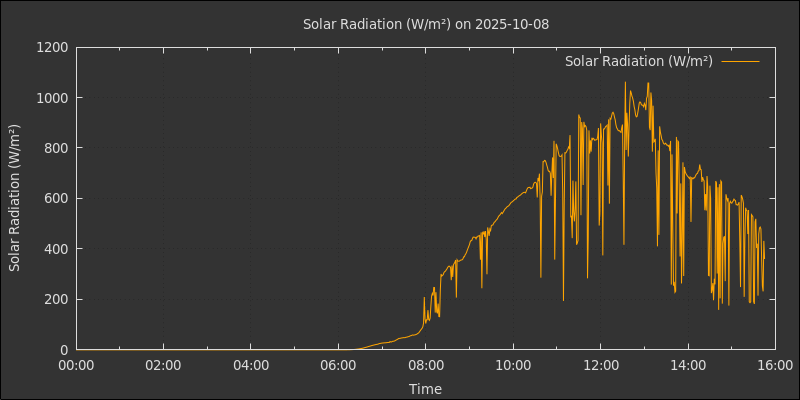 Solar Radiation (W/m²) on 2025-10-08
Solar Radiation (W/m²)
Solar Radiation (W/m²)
1200
1000
800
600
400
200
0
00:00 02:00 04:00 06:00 08:00 10:00 12:00 14:00 16:00
Time